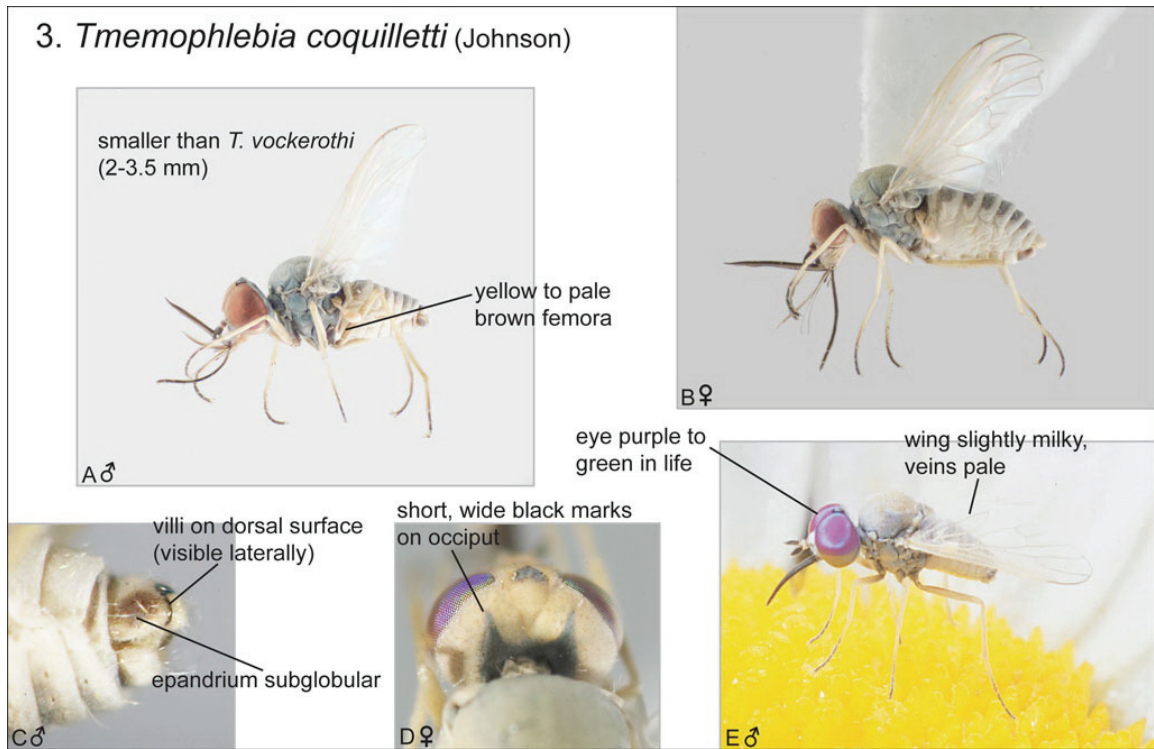 3. Tmemophlebia coquilletti (Johnson)
smaller than T. vockerothi
(2-3.5 mm)
yellow to pale
brown femora
A♂
B♀
eye purple to
green in life
wing slightly milky,
veins pale
villi on dorsal surface
(visible laterally)
epandrium subglobular
C♂
short, wide black marks
on occiput
D♀
E♂